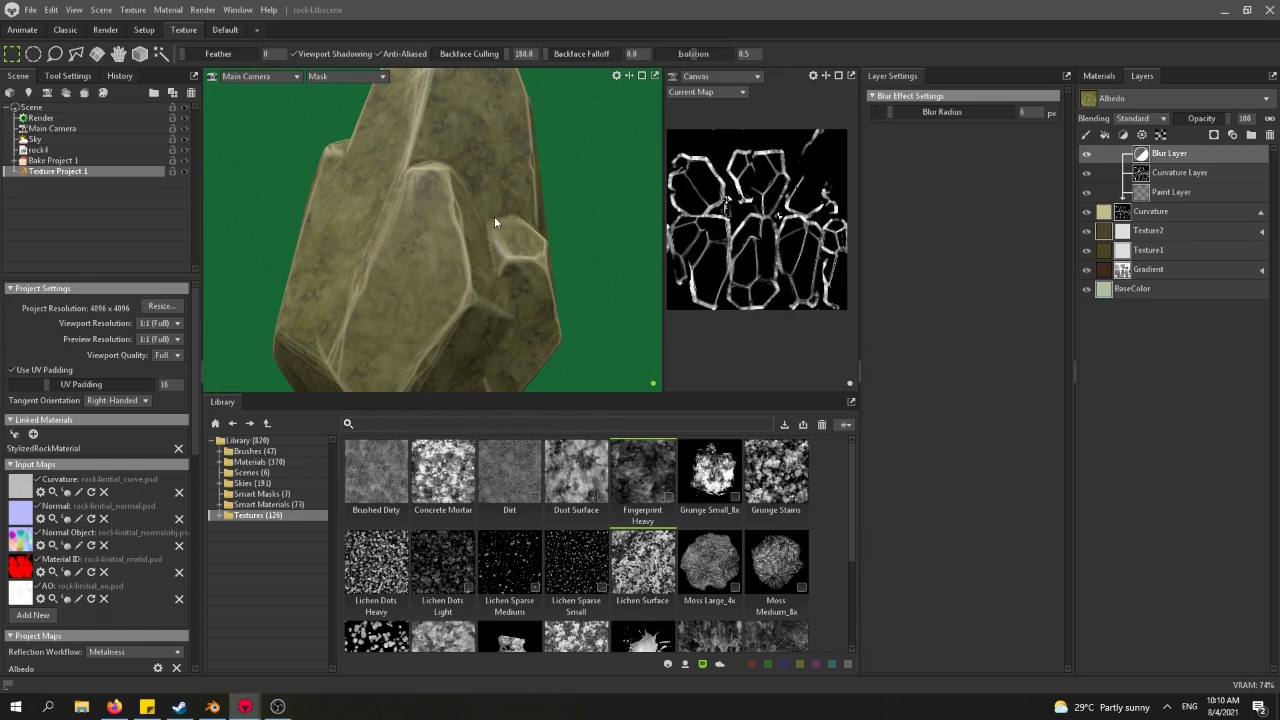 File Edit View Scene Texture Material Render Window Help rock4.tbscene
Animate Classic Render Setup Texture Default +
Feather 0 Viewport Shadowing Anti-Aliased Backface Culling 180.0 Backface Falloff 0.0 Isolation 0.5
Scene Tool Settings History
Main Camera Mask
Canvas
Current Map
Layer Settings
Blur Effect Settings
Blur Radius 6 px
Materials Layers
Albedo
Blending Standard Opacity 100
Blur Layer
Curvature Layer
Paint Layer
Curvature
Texture2
Texture1
Gradient
BaseColor
Scene
Render
Main Camera
Sky
rock4
Bake Project 1
Texture Project 1
Project Settings
Project Resolution: 4096 x 4096 Resize...
Viewport Resolution: 1:1 (Full)
Preview Resolution: 1:1 (Full)
Viewport Quality: Full
Use UV Padding
UV Padding 16
Tangent Orientation Right-Handed
Linked Materials
StylizedRockMaterial
Input Maps
Curvature: rock4initial_curve.psd
Normal: rock4initial_normal.psd
Normal Object: rock4initial_normalobj.ps
Material ID: rock4initial_matid.psd
AO: rock4initial_ao.psd
Add New
Project Maps
Reflection Workflow: Metalness
Albedo
Library
Library (820)
Brushes (47)
Materials (370)
Scenes (6)
Skies (191)
Smart Masks (7)
Smart Materials (73)
Textures (126)
Brushed Dirty Concrete Mortar Dirt Dust Surface Fingerprint Heavy Grunge Small_8x Grunge Stains
Lichen Dots Heavy Lichen Dots Light Lichen Sparse Medium Lichen Sparse Small Lichen Surface Moss Large_4x Moss Medium_8x
VRAM: 74%
29°C Partly sunny
10:10 AM
8/4/2021
2